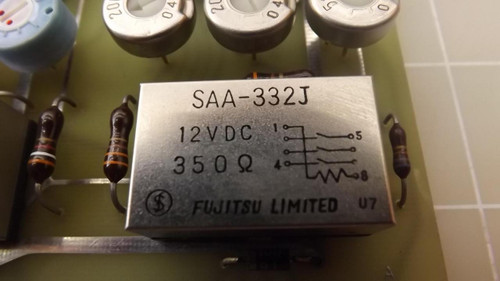 SAA-332J
12VDC
350Ω
1
5
4
8
FUJITSU LIMITED U7